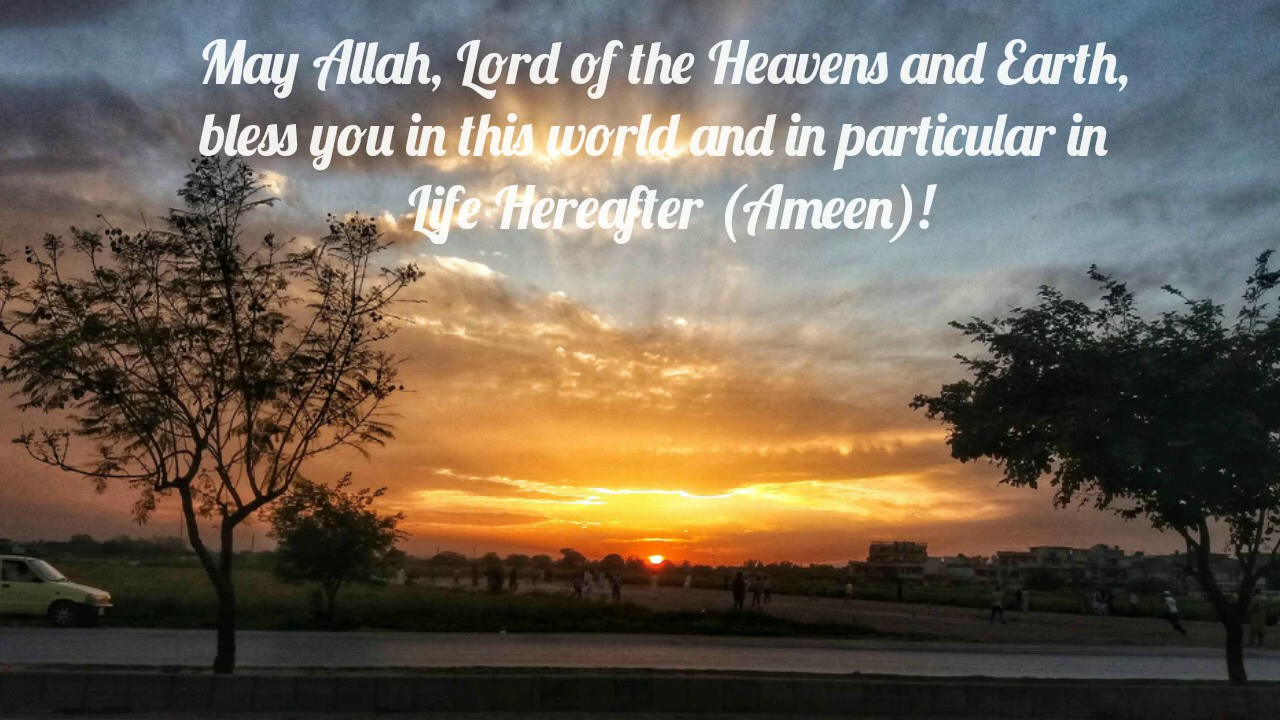 May Allah, Lord of the Heavens and Earth,
bless you in this world and in particular in
Life Hereafter (Ameen)!